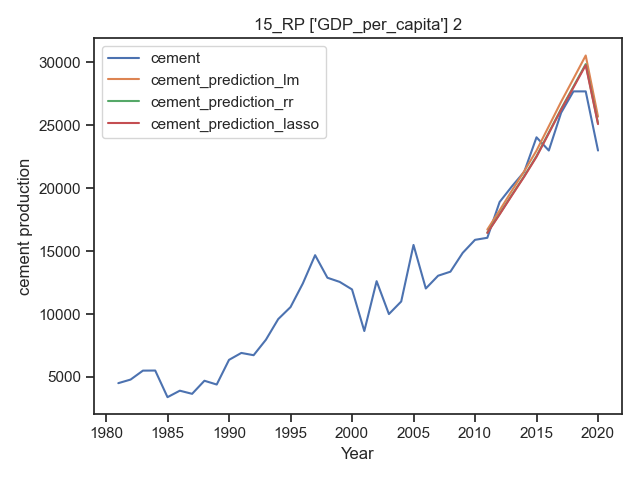 15_RP ['GDP_per_capita'] 2
cement
cement_prediction_lm
cement_prediction_rr
cement_prediction_lasso
cement production
30000
25000
20000
15000
10000
5000
1980 1985 1990 1995 2000 2005 2010 2015 2020
Year